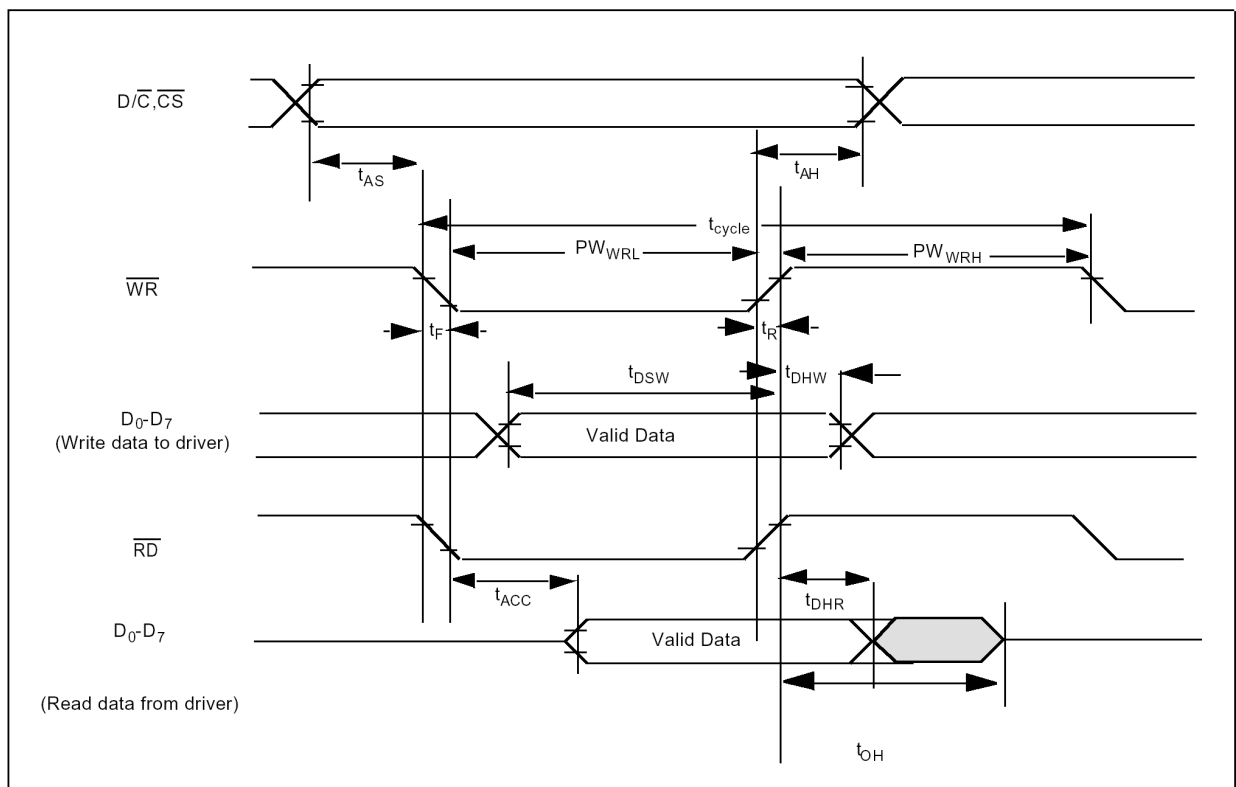 D/C̅,C̅S̅
tAS
tAH
tcycle
PWWRL
PWWRH
W̅R̅
tF
tR
tDSW
tDHW
D0-D7
(Write data to driver)
Valid Data
R̅D̅
tACC
tDHR
D0-D7
Valid Data
(Read data from driver)
tOH